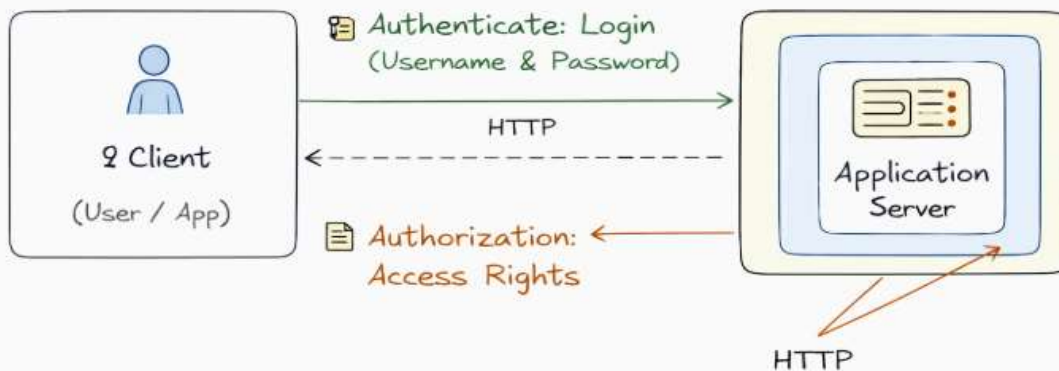 Authenticate: Login
(Username & Password)
HTTP
Client
(User / App)
Application
Server
Authorization:
Access Rights
HTTP